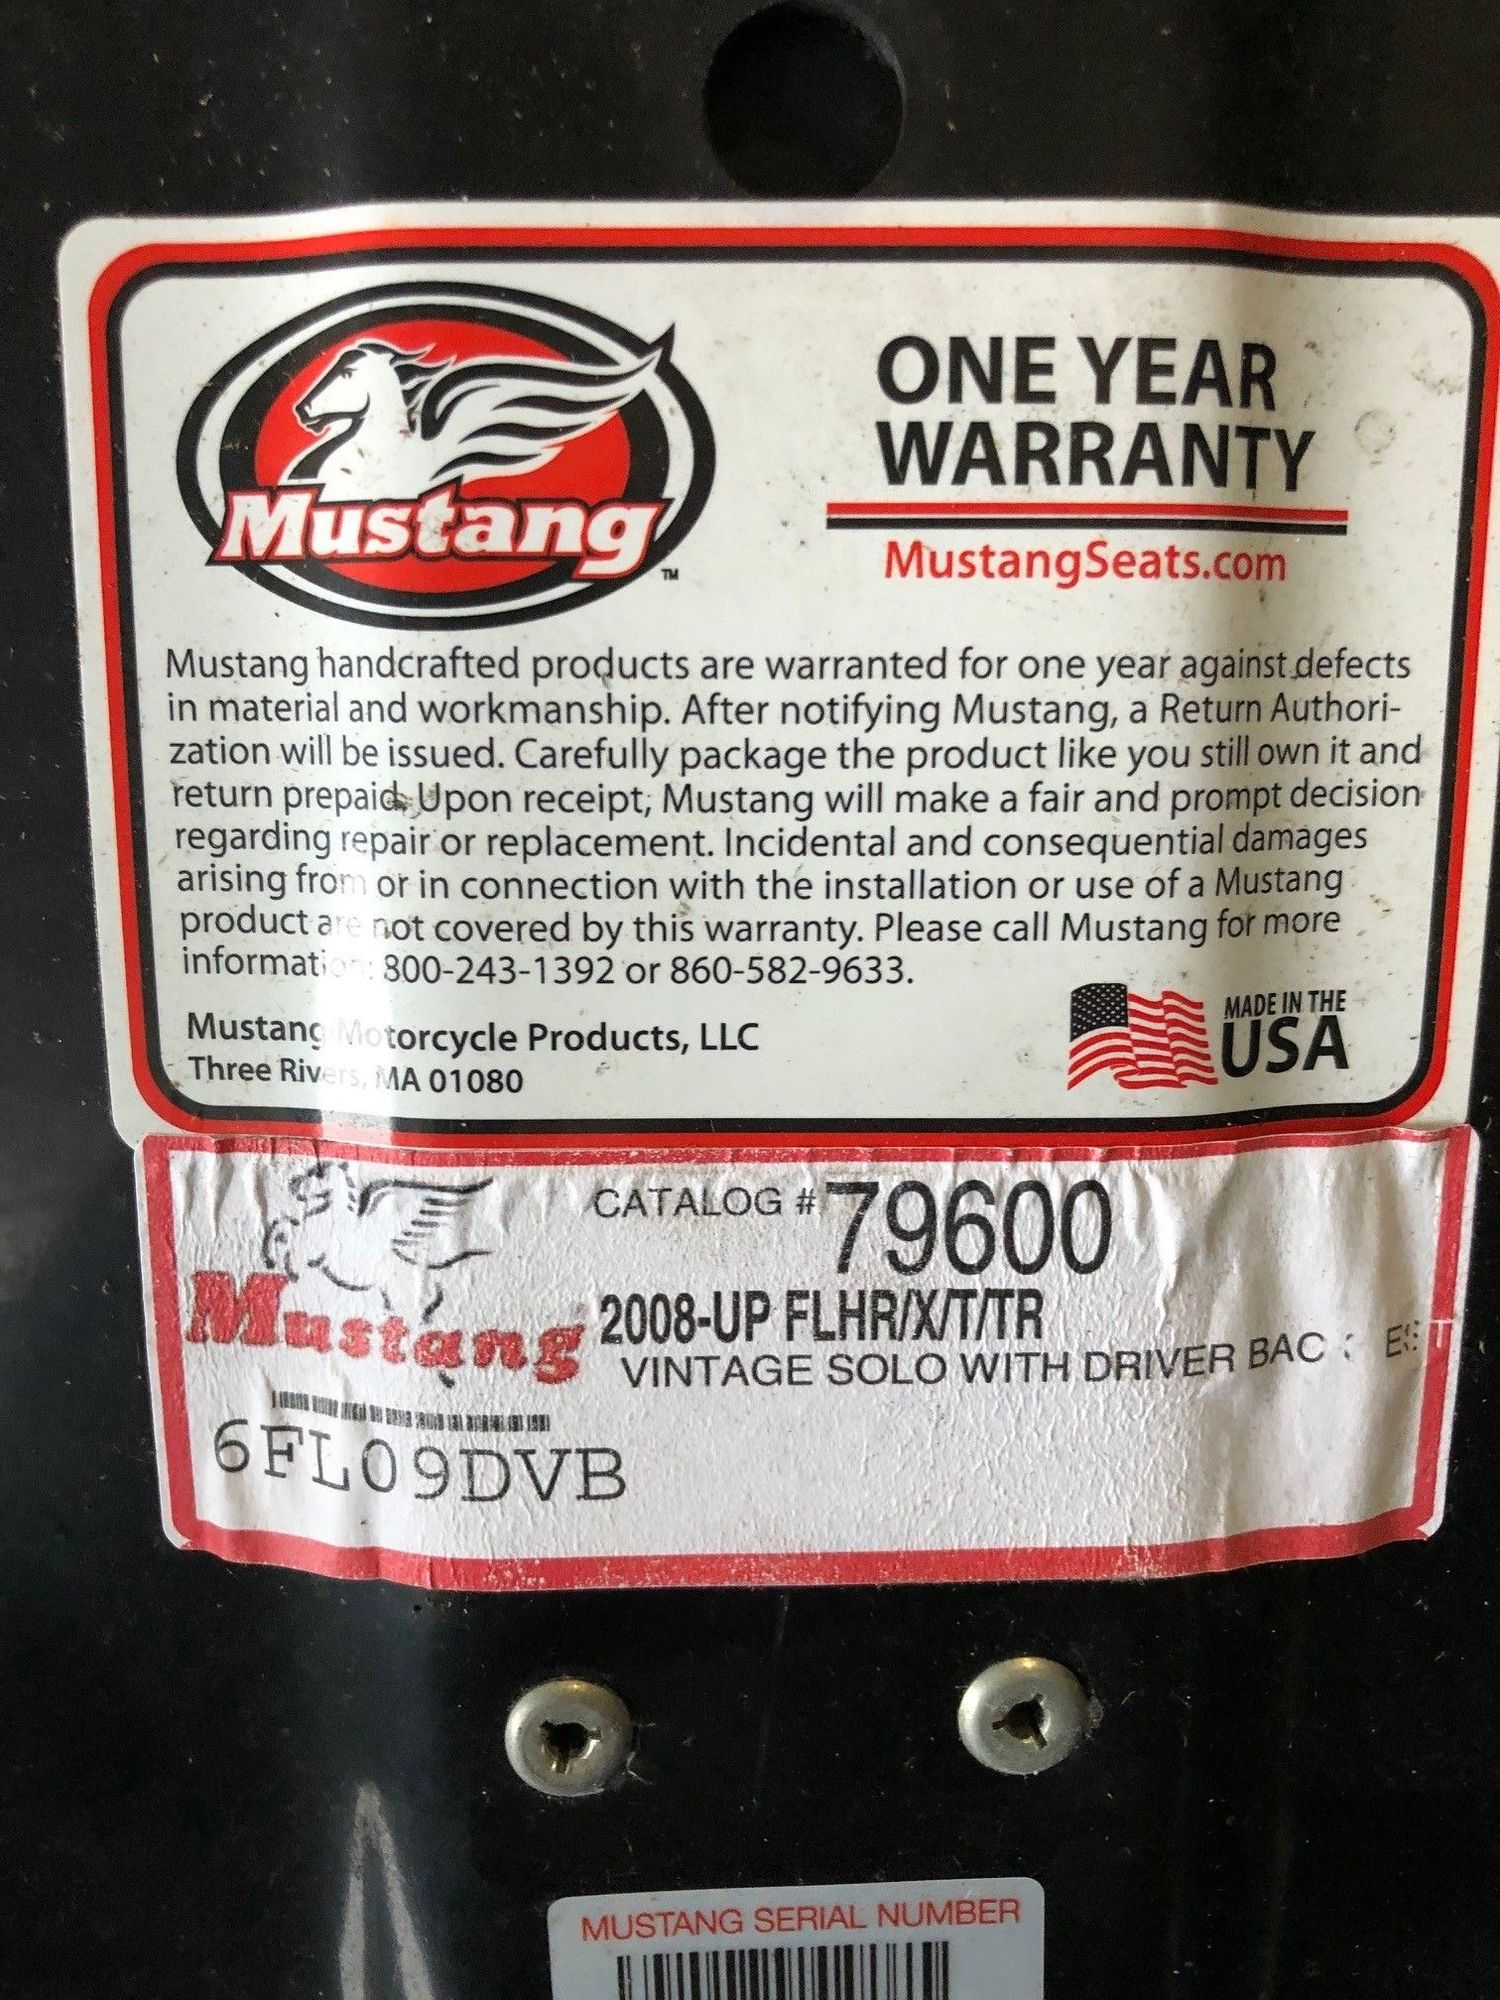 Mustang
TM
ONE YEAR
WARRANTY
MustangSeats.com
Mustang handcrafted products are warranted for one year against defects
in material and workmanship. After notifying Mustang, a Return Authori-
zation will be issued. Carefully package the product like you still own it and
return prepaid. Upon receipt, Mustang will make a fair and prompt decision
regarding repair or replacement. Incidental and consequential damages
arising from or in connection with the installation or use of a Mustang
product are not covered by this warranty. Please call Mustang for more
information: 800-243-1392 or 860-582-9633.
Mustang Motorcycle Products, LLC
Three Rivers, MA 01080
MADE IN THE
USA
Mustang
CATALOG # 79600
2008-UP FLHR/X/T/TR
VINTAGE SOLO WITH DRIVER
6FL09DVB
MUSTANG SERIAL NUMBER